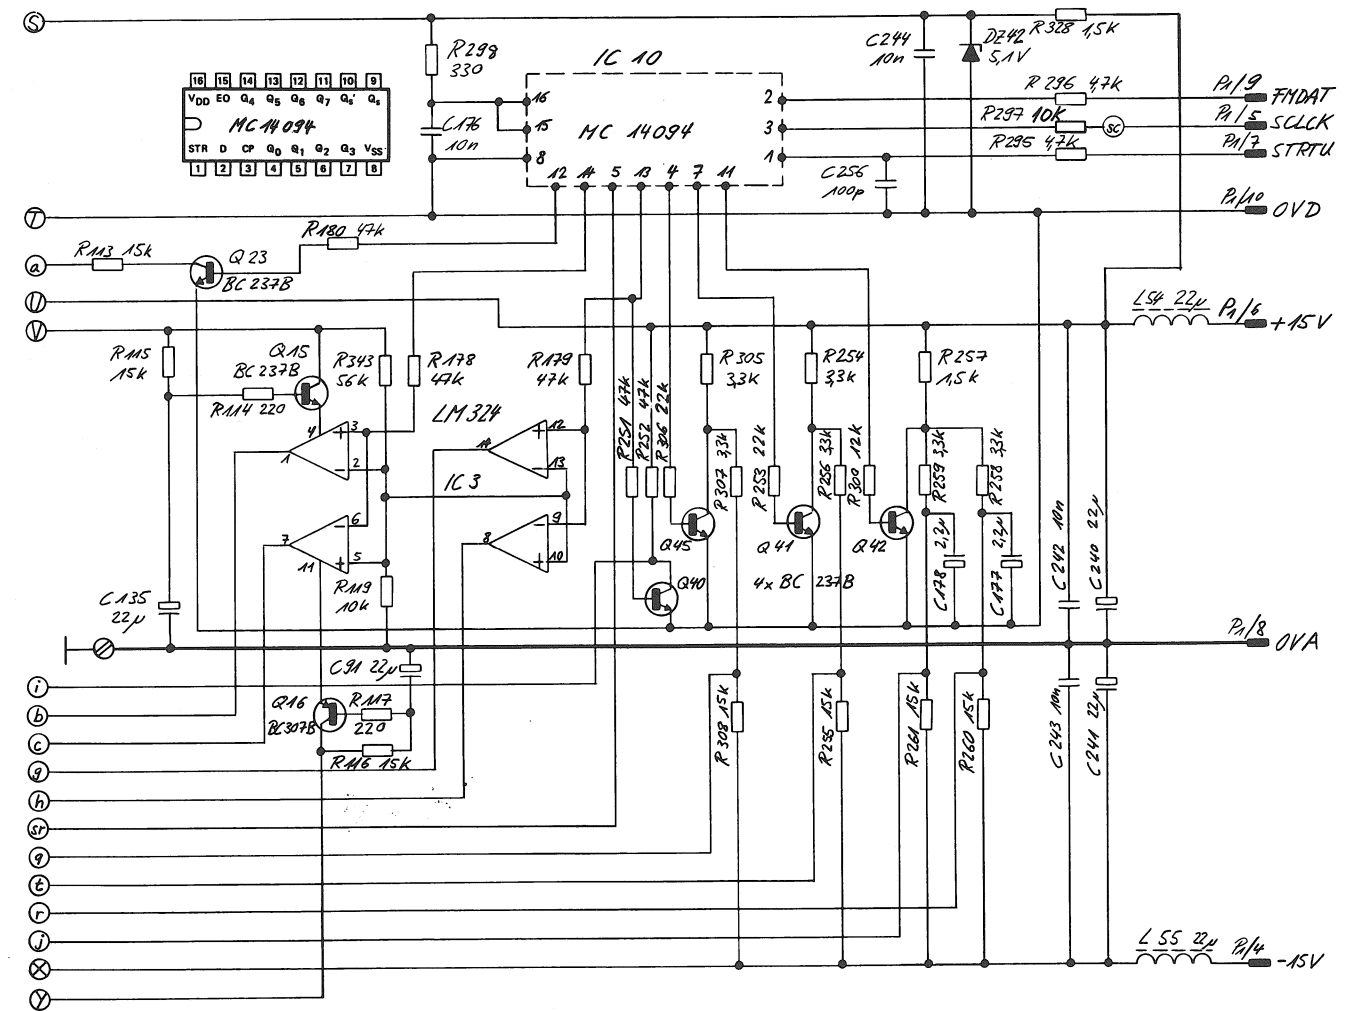 S
R298
330
IC 10
C244
10n
DZ42
5,1V
R328 1,5K
16 15 14 13 12 11 10 9
VDD EO Q4 Q5 Q6 Q7 Qs' Qs
MC14094
STR D CP Q0 Q1 Q2 Q3 VSS
1 2 3 4 5 6 7 8
C176
10n
16
15
8
MC 14094
2
3
1
12 14 5 13 4 7 11
R296 4,7K
P1/9 FMDAT
R297 10K
SC
P1/5 SCLCK
R295 4,7K
P1/7 STRTU
C256
100p
T
P1/10 OVD
R180 47K
a
R113 15k
Q23
BC237B
U
L54 22µ
P1/6 +15V
V
R115
15k
Q15
BC237B
R114 220
R343
56k
R178
47K
R179
47K
R251 47K
R252 47K
R306 22K
R305
3,3K
R254
3,3K
R257
1,5K
LM324
4
3
1
2
14
12
13
IC3
R307 3,3K
R253 22K
R256 33K
R300 12K
R259 3,3K
R258 3,3K
6
7
5
11
9
8
10
Q45
Q41
Q42
Q40
4x BC 237B
C178 2,2µ
C177 2,2µ
C242 10n
C240 22µ
R119
10k
C135
22µ
P1/8 OVA
C91 22µ
i
b
Q16
BC307B
R117
220
c
R116 15K
R308 15K
R255 15K
R261 15K
R260 15K
C243 10n
C241 22µ
g
h
sr
q
t
r
j
L55 22µ
P1/4 -15V
X
Y